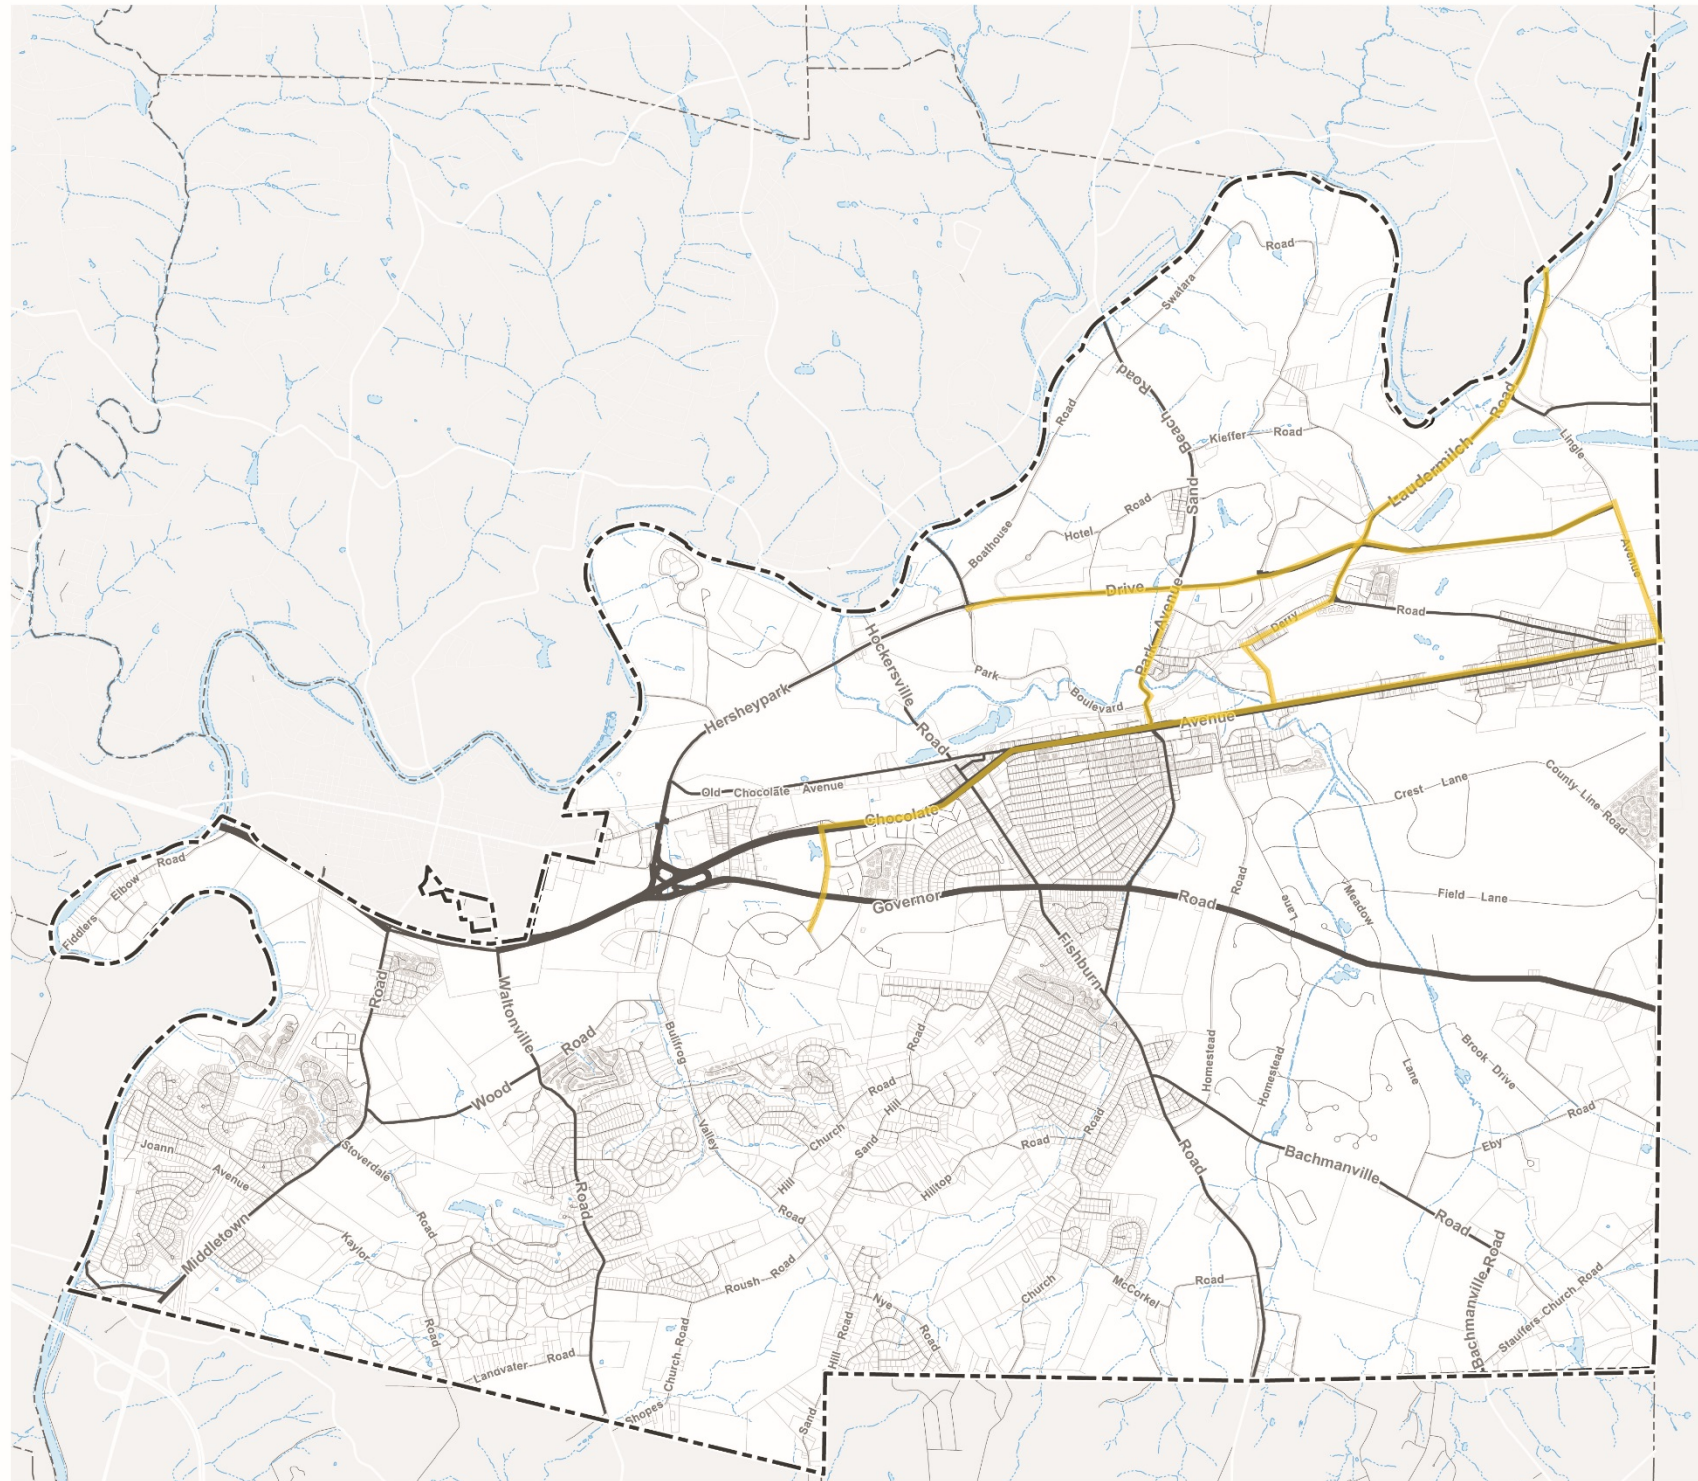 Road
Swatara
Road
Beach
Road
Kieffer Road
Sand
Road
Laudermilch
Lingle
Road
Hotel
Boathouse
Avenue
Drive
Avenue
Derry
Road
Hockersville
Road
Park
Park
Boulevard
Hersheypark
Avenue
Old Chocolate Avenue
Chocolate
Crest Lane
County Line
Road
Road
Elbow
Fiddlers
Governor
Road
Road
Lane
Meadow
Field Lane
Fishburn
Road
Waltonville
Road
Wood
Bullfrog
Valley
Road
Road
Road
Hill
Church
Sand
Hill
Road
Hilltop
Road
Homestead
Homestead
Lane
Brook
Drive
Road
Eby
Joann
Avenue
Stoverdale
Road
Road
Road
Bachmanville
Road
Bachmanville Road
Middletown
Kaylor
Road
Roush Road
Nye
Road
Church
McCorkel
Road
Stauffers Church Road
Landvater Road
Church Road
Shopes
Hill Road
Sand